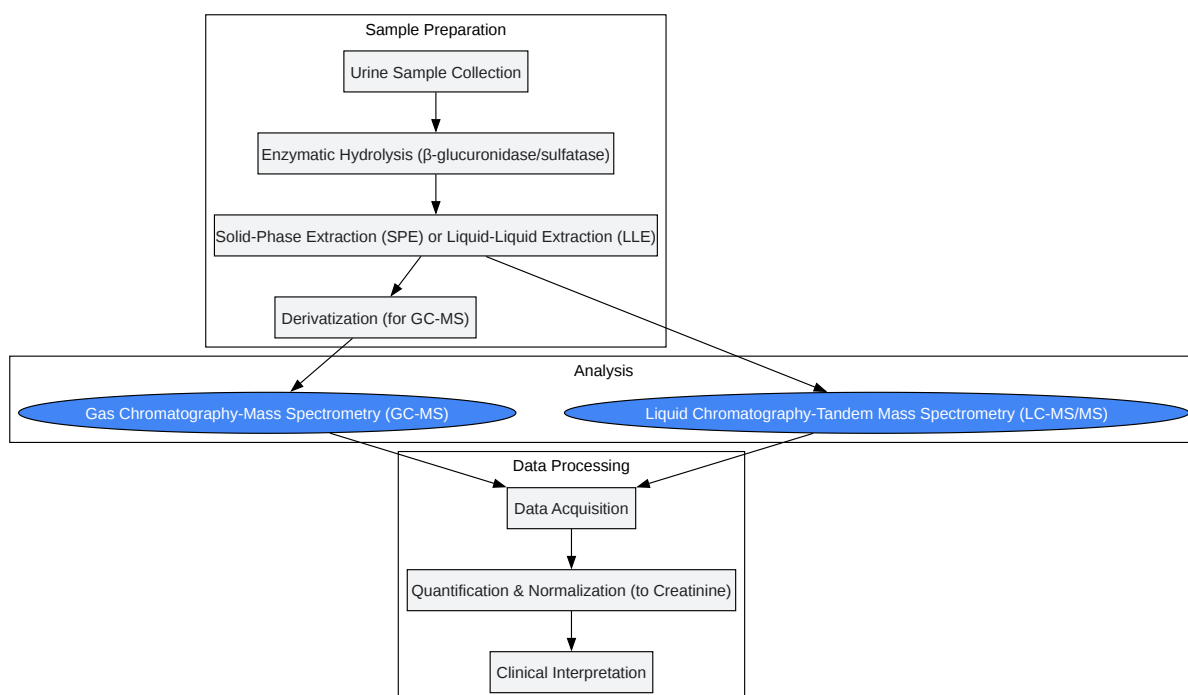 Sample Preparation
Urine Sample Collection
Enzymatic Hydrolysis (β-glucuronidase/sulfatase)
Solid-Phase Extraction (SPE) or Liquid-Liquid Extraction (LLE)
Derivatization (for GC-MS)
Analysis
Gas Chromatography-Mass Spectrometry (GC-MS)
Liquid Chromatography-Tandem Mass Spectrometry (LC-MS/MS)
Data Processing
Data Acquisition
Quantification & Normalization (to Creatinine)
Clinical Interpretation